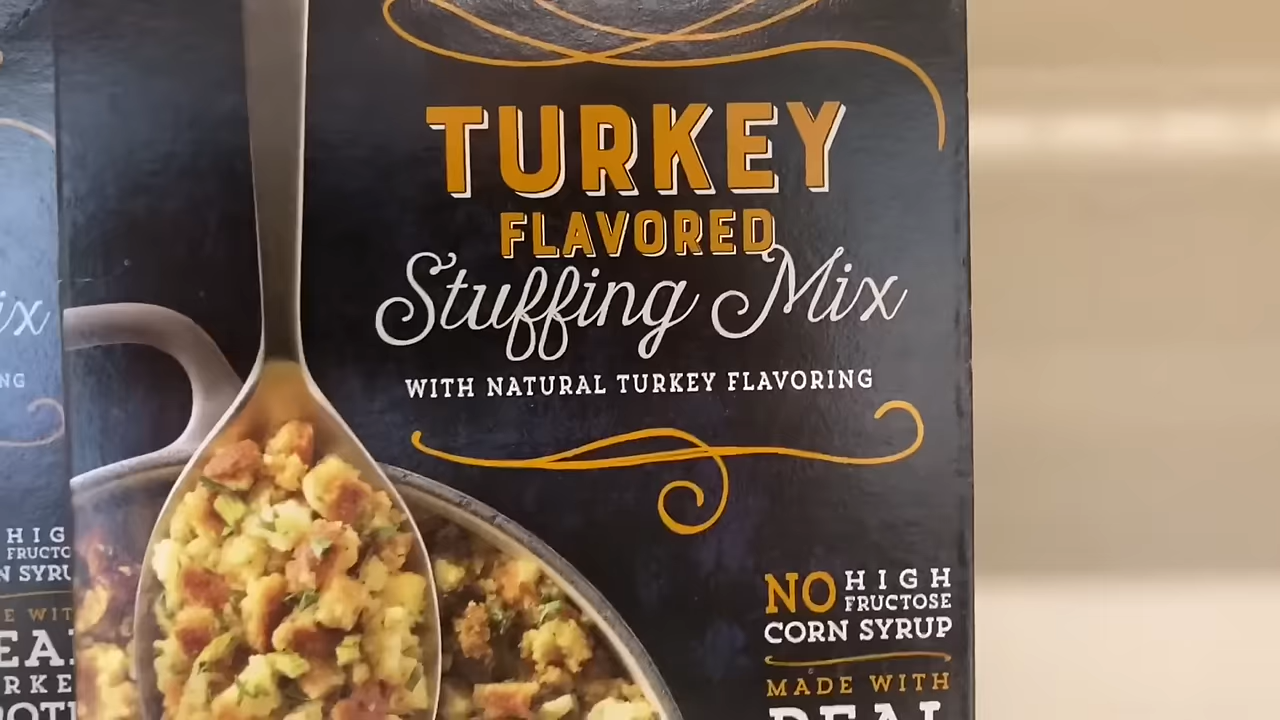 TURKEY
FLAVORED
Stuffing Mix
WITH NATURAL TURKEY FLAVORING
NO HIGH
FRUCTOSE
CORN SYRUP
MADE WITH
REAL
ix
NG
HIG
FRUCTO
N SYRU
E WIT
EA
RKE
ROT